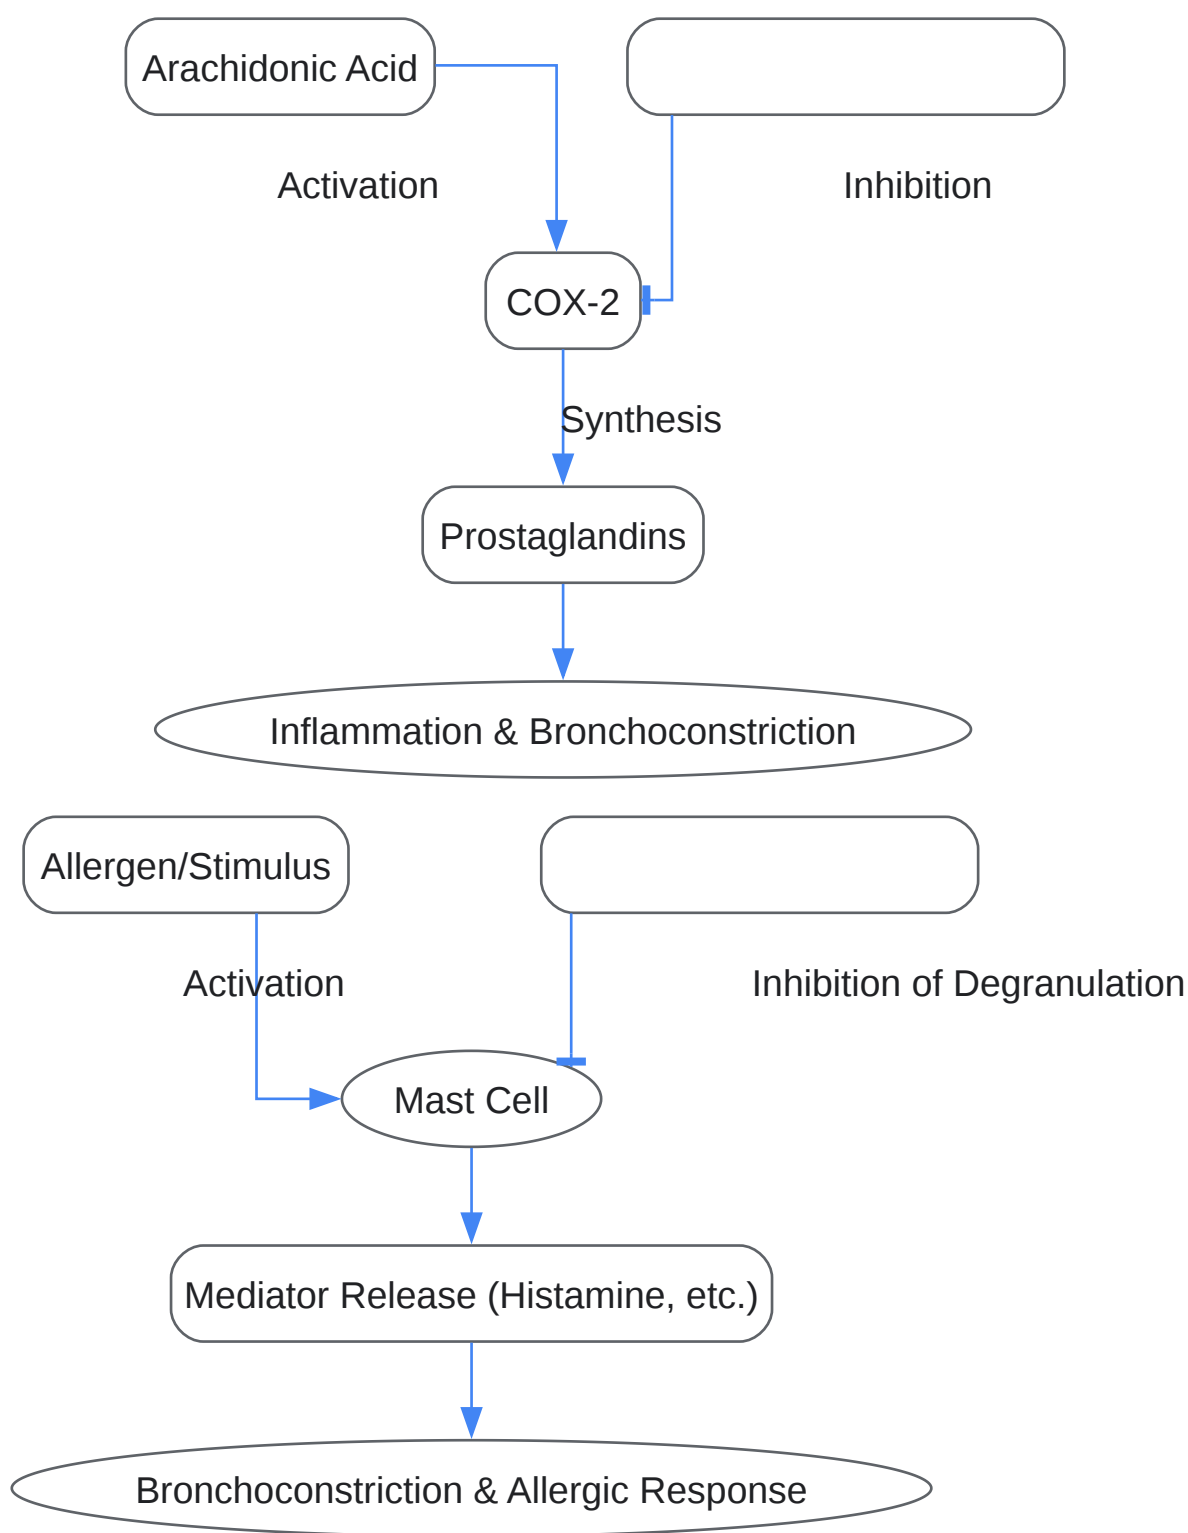 Arachidonic Acid
Activation
Inhibition
COX-2
Synthesis
Prostaglandins
Inflammation & Bronchoconstriction
Allergen/Stimulus
Activation
Inhibition of Degranulation
Mast Cell
Mediator Release (Histamine, etc.)
Bronchoconstriction & Allergic Response